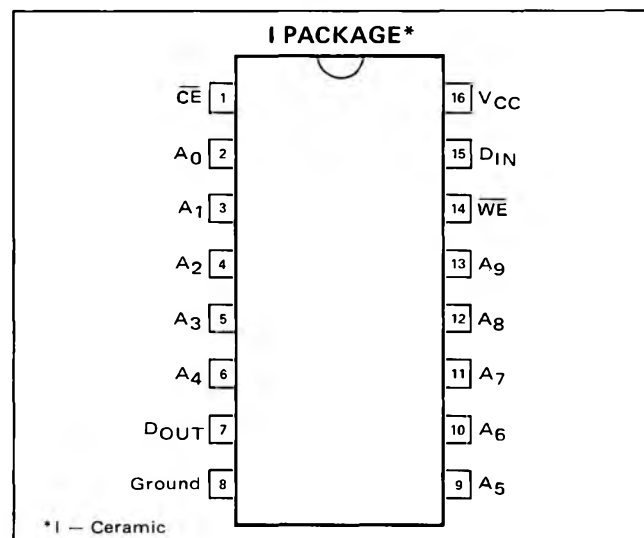 I PACKAGE*
CE 1 16 VCC
A0 2 15 DIN
A1 3 14 WE
A2 4 13 A9
A3 5 12 A8
A4 6 11 A7
DOUT 7 10 A6
Ground 8 9 A5
*I — Ceramic